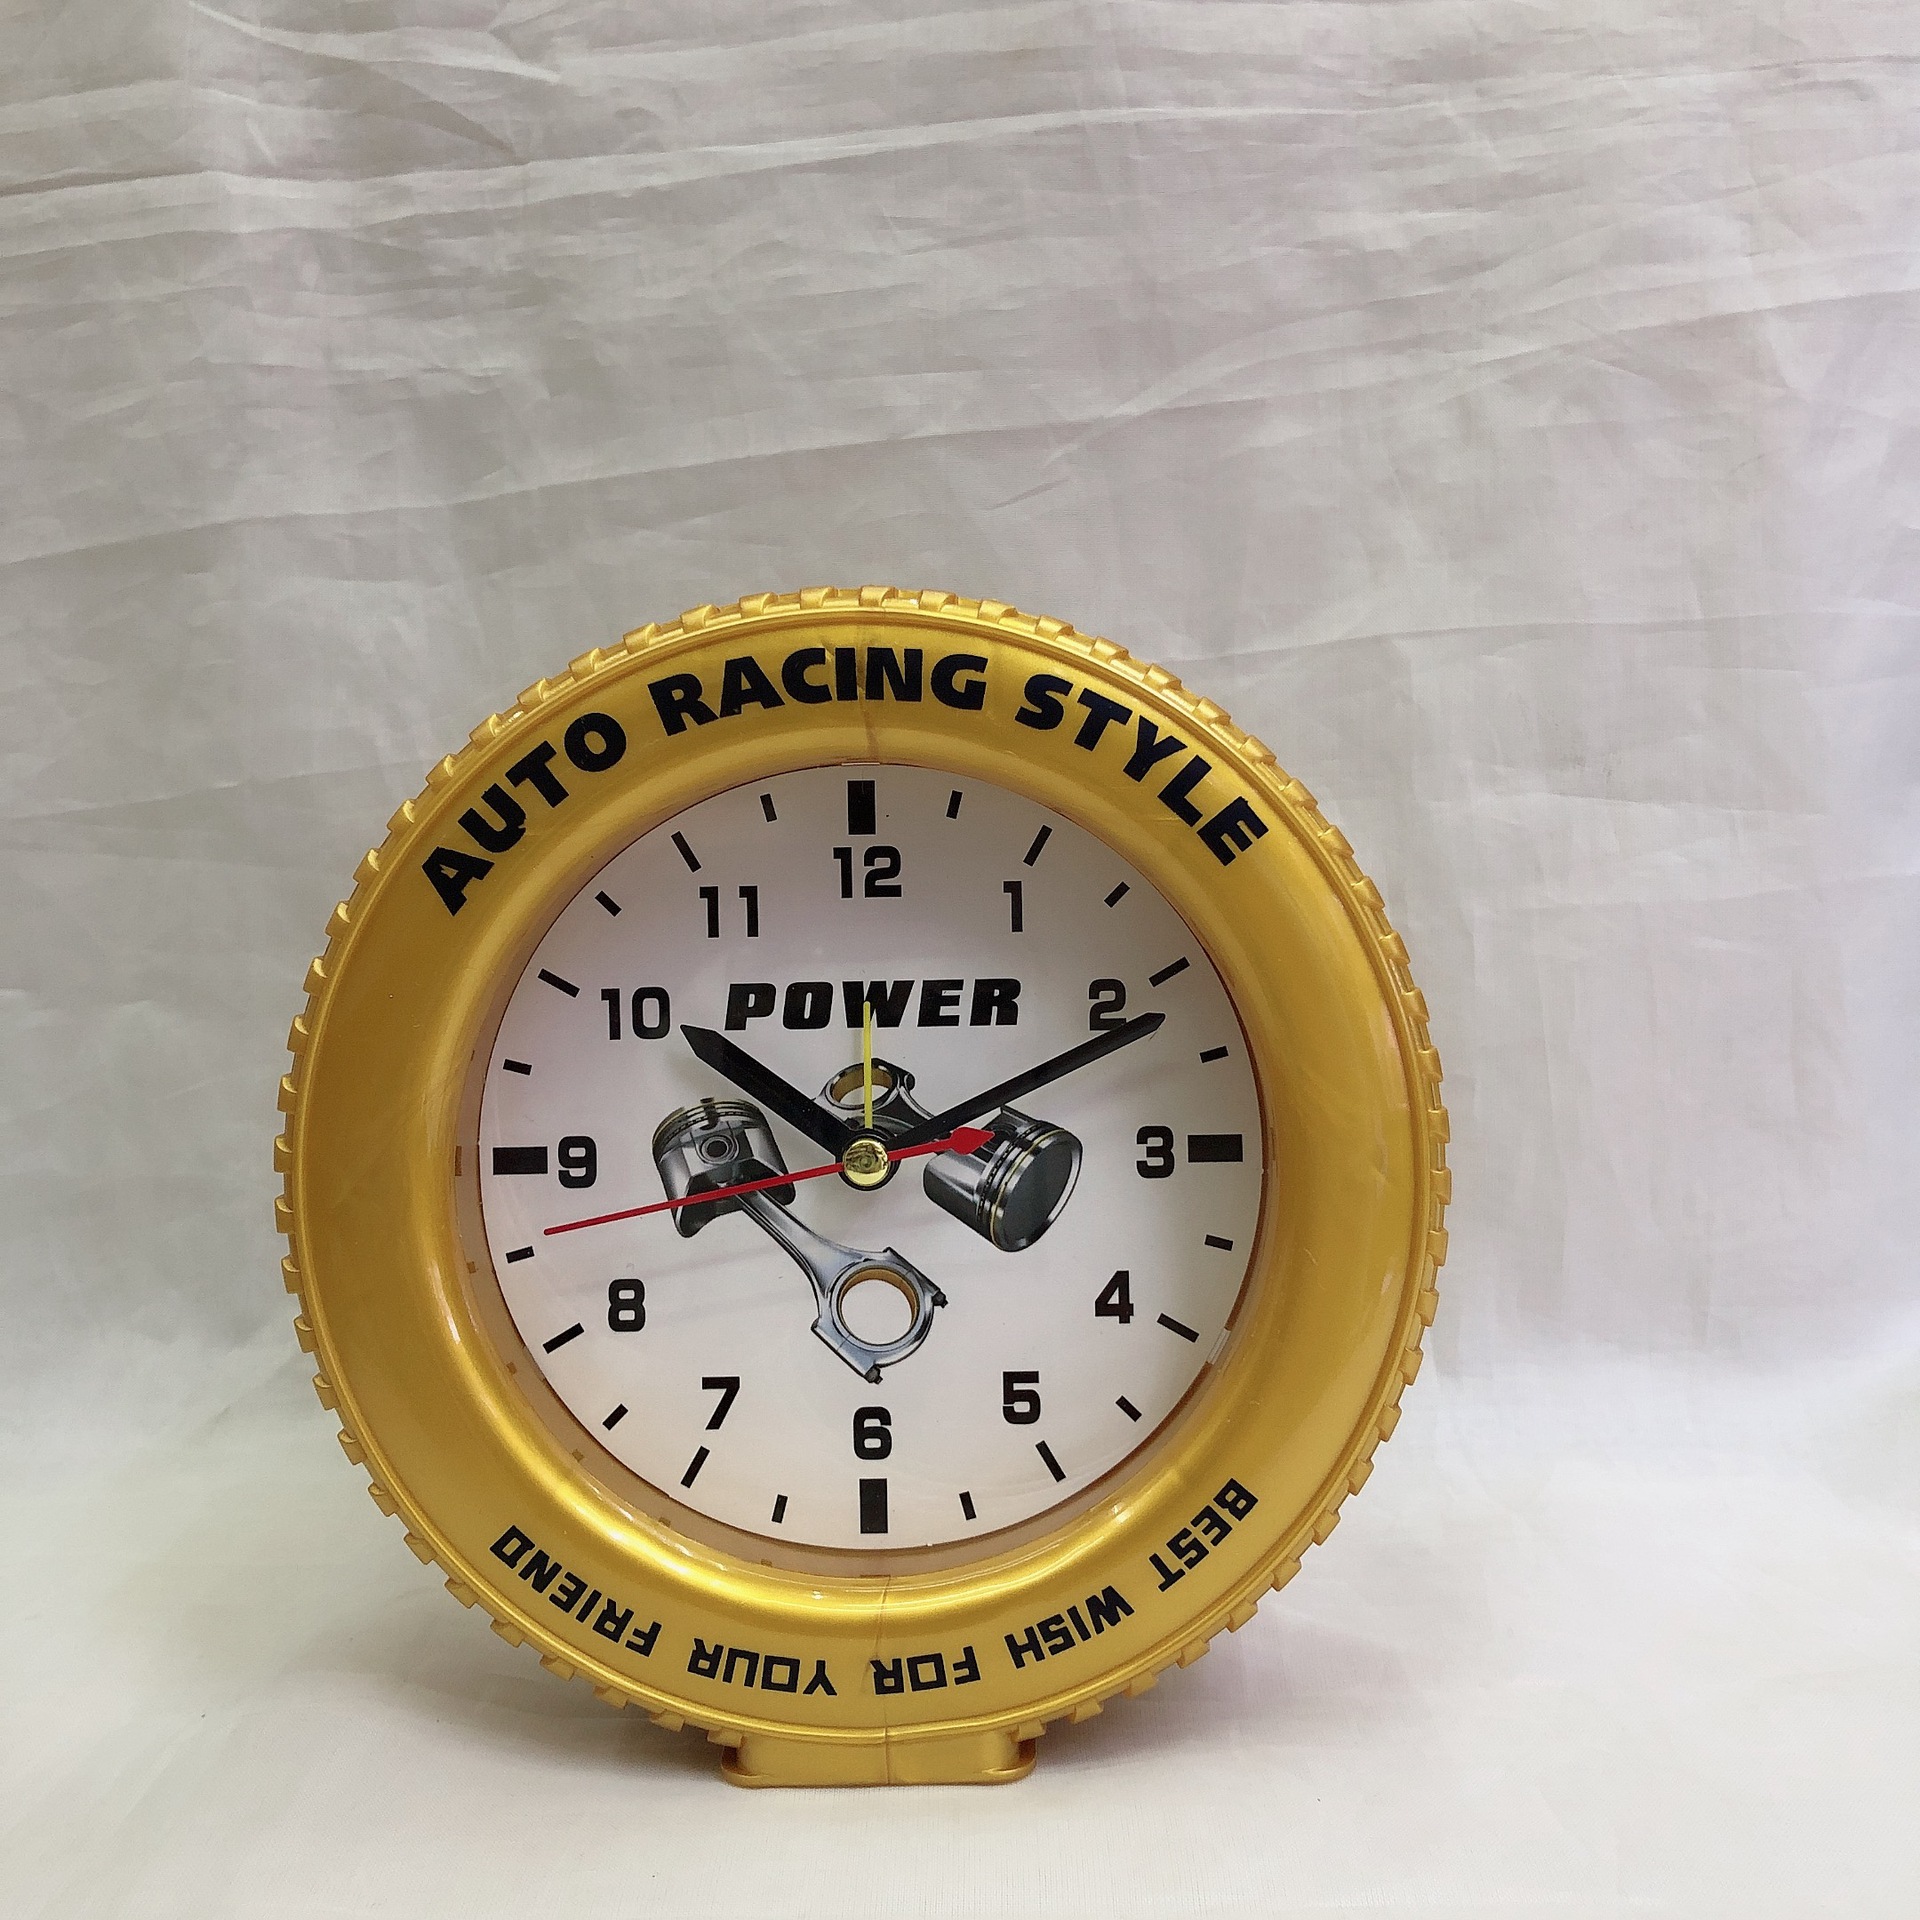 AUTO RACING STYLE
12
11 1
10 POWER 2
9 3
8 4
7 5
6
BEST WISH FOR YOUR FRIEND